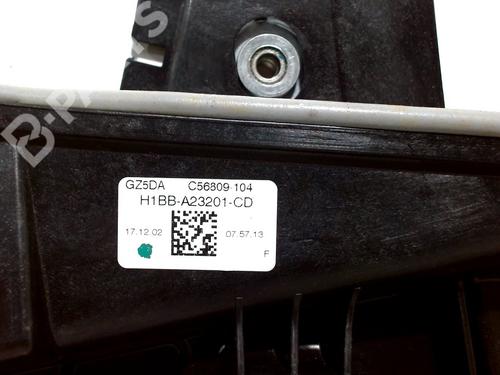 B-PARTS
GZ5DA C56809-104
H1BB-A23201-CD
17.12.02 07.57.13
F